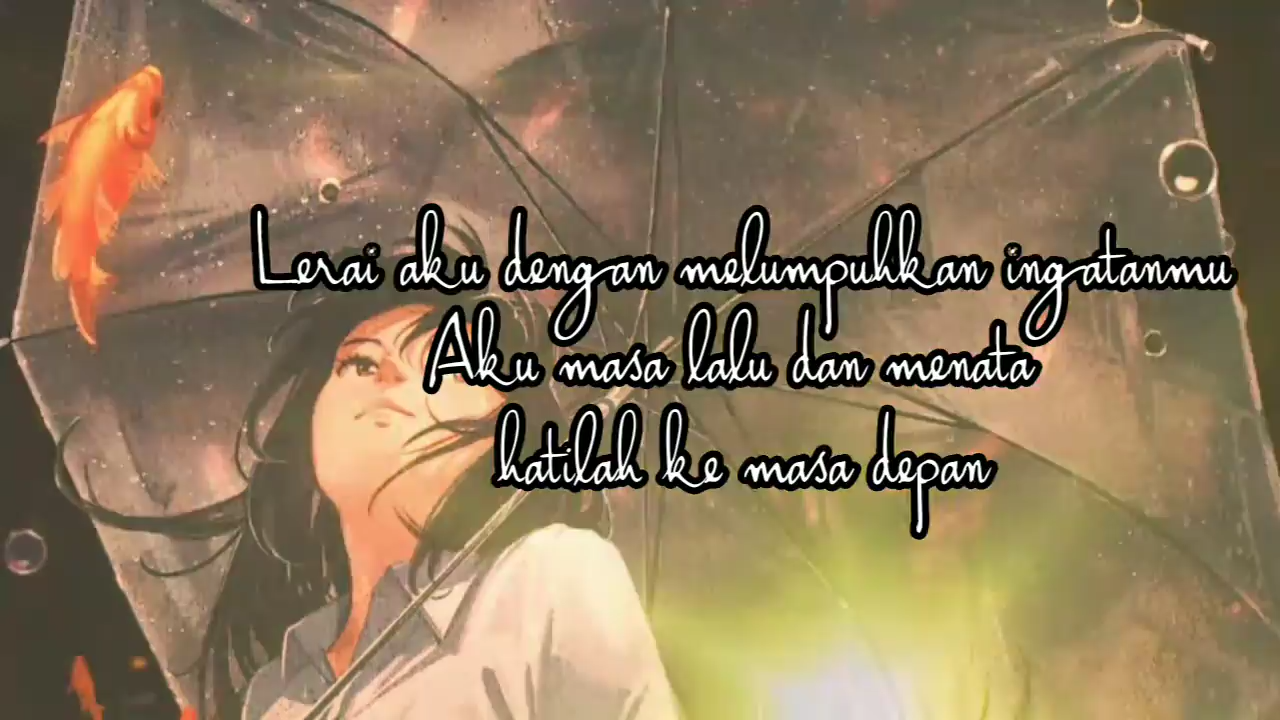 Lerai aku dengan melumpuhkan ingatanmu
Aku masa lalu dan menata
hatilah ke masa depan